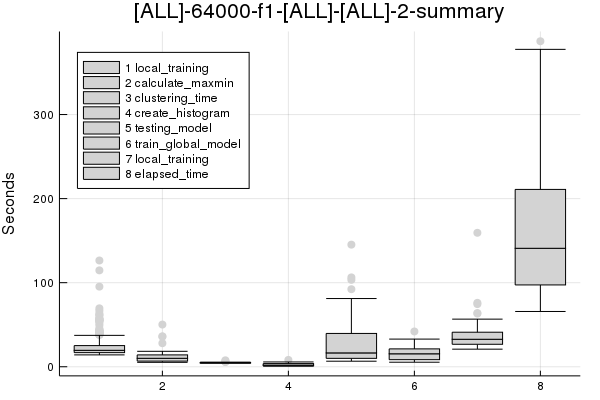 [ALL]-64000-f1-[ALL]-[ALL]-2-summary
Seconds
300
200
100
0
1 local_training
2 calculate_maxmin
3 clustering_time
4 create_histogram
5 testing_model
6 train_global_model
7 local_training
8 elapsed_time
2 4 6 8